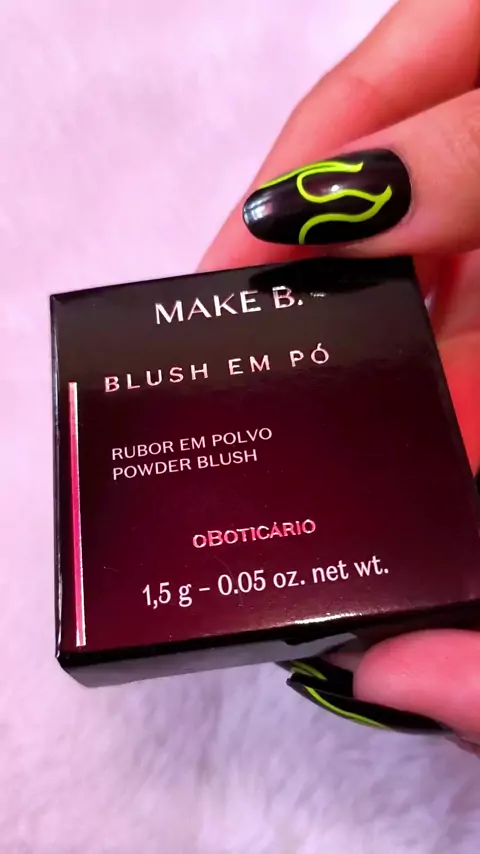 MAKE B.
BLUSH EM PÓ
RUBOR EM POLVO
POWDER BLUSH
oBOTICÁRIO
1,5 g – 0.05 oz. net wt.